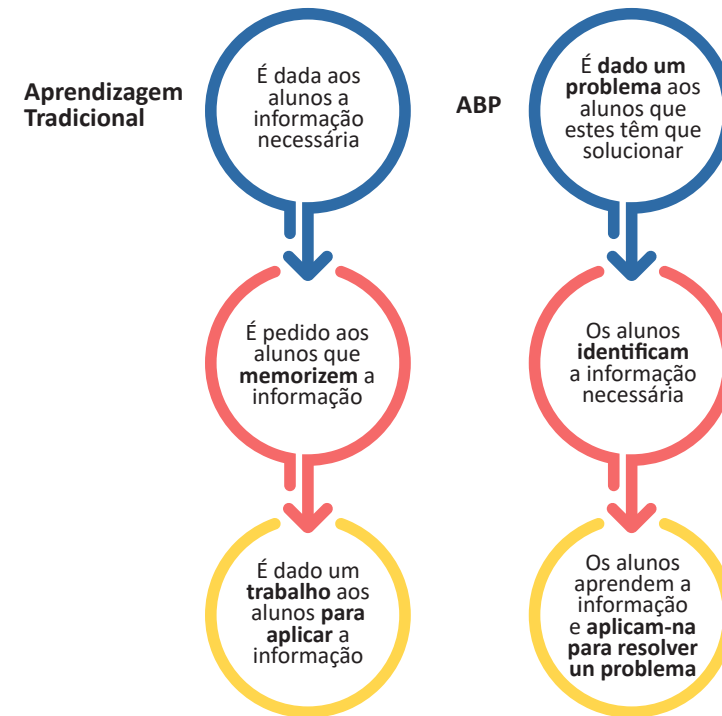 Aprendizagem
Tradicional
É dada aos
alunos a
informação
necessária
É pedido aos
alunos que
memorizem a
informação
É dado um
trabalho aos
alunos para
aplicar a
informação
ABP
É dado um
problema aos
alunos que
estes têm que
solucionar
Os alunos
identificam
a informação
necessária
Os alunos
aprendem a
informação
e aplicam-na
para resolver
un problema